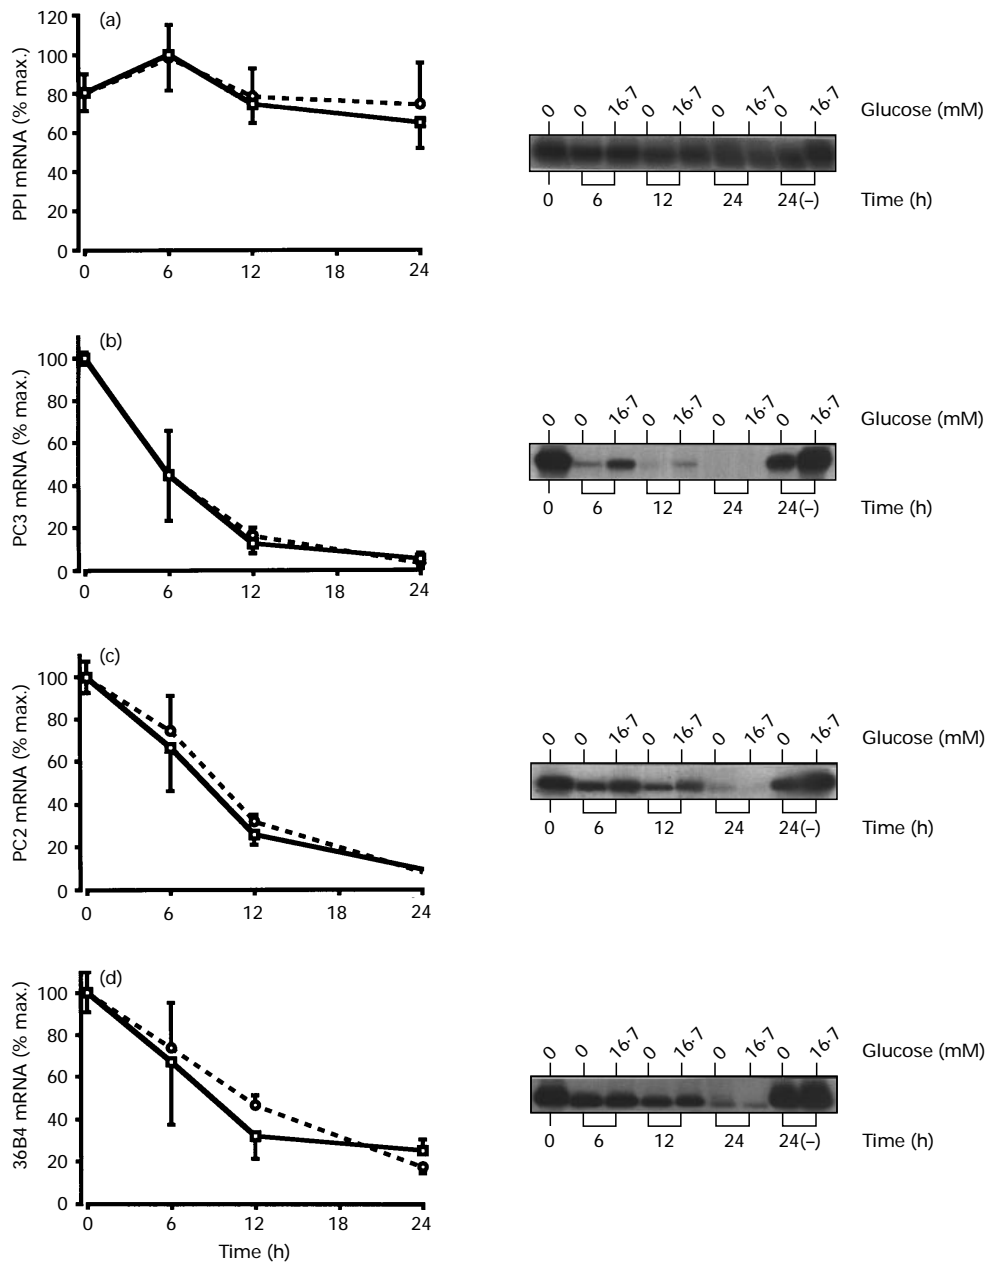 (a)
PPI mRNA (% max.)
120
100
80
60
40
20
0
0 6 12 18 24
0 0 16·7 0 16·7 0 16·7 0 16·7 Glucose (mM)
0 6 12 24 24(–) Time (h)
(b)
PC3 mRNA (% max.)
100
80
60
40
20
0
0 6 12 18 24
0 0 16·7 0 16·7 0 16·7 0 16·7 Glucose (mM)
0 6 12 24 24(–) Time (h)
(c)
PC2 mRNA (% max.)
100
80
60
40
20
0
0 6 12 18 24
0 0 16·7 0 16·7 0 16·7 0 16·7 Glucose (mM)
0 6 12 24 24(–) Time (h)
(d)
36B4 mRNA (% max.)
100
80
60
40
20
0
0 6 12 18 24
Time (h)
0 0 16·7 0 16·7 0 16·7 0 16·7 Glucose (mM)
0 6 12 24 24(–) Time (h)